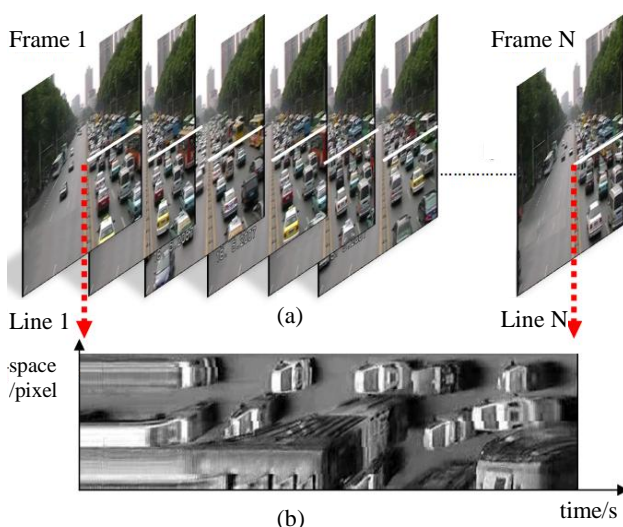 Frame 1
Frame N
Line 1
(a)
Line N
space
/pixel
time/s
(b)